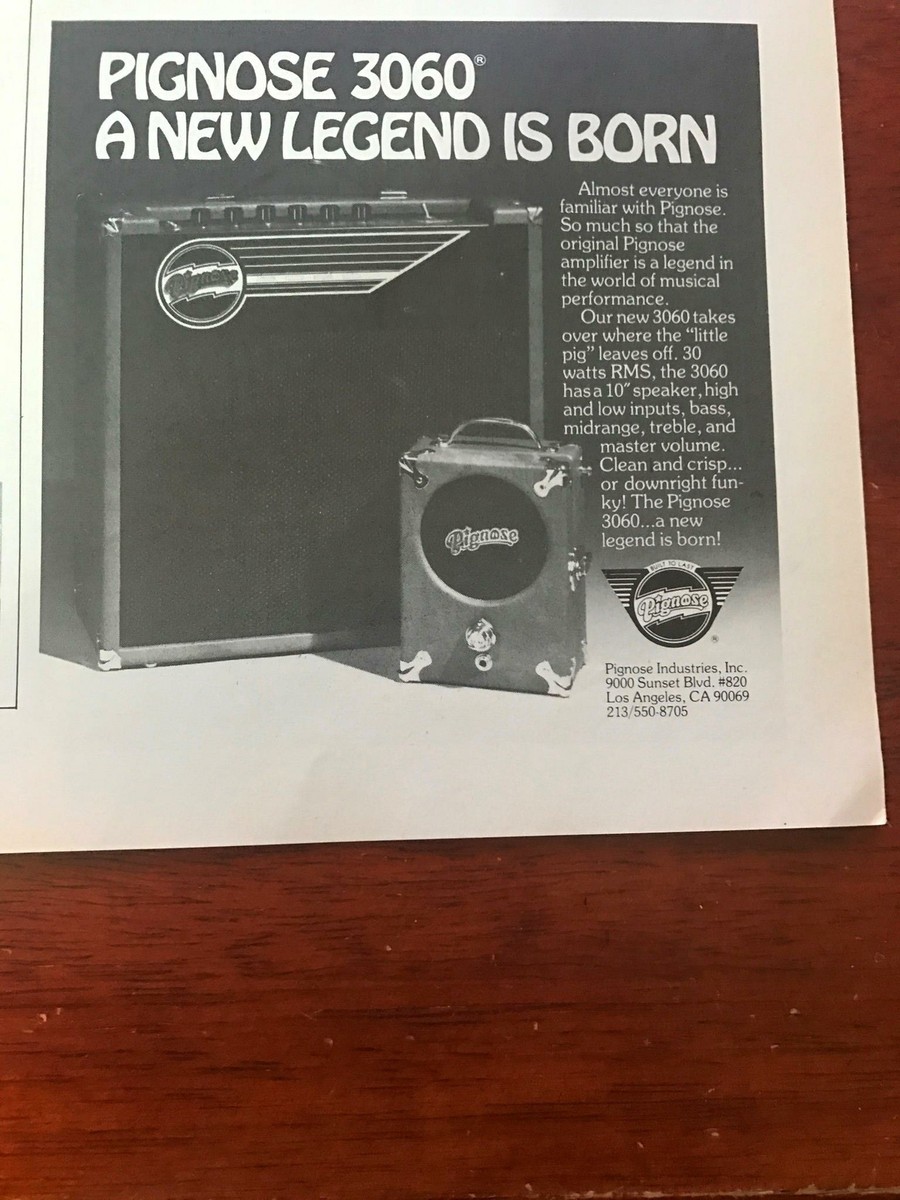 PIGNOSE 3060®
A NEW LEGEND IS BORN
Almost everyone is
familiar with Pignose.
So much so that the
original Pignose
amplifier is a legend in
the world of musical
performance.
Our new 3060 takes
over where the “little
pig” leaves off. 30
watts RMS, the 3060
has a 10″ speaker, high
and low inputs, bass,
midrange, treble, and
master volume.
Clean and crisp...
or downright fun-
ky! The Pignose
3060...a new
legend is born!
Pignose
Pignose
BUILT TO LAST
Pignose
®
Pignose Industries, Inc.
9000 Sunset Blvd. #820
Los Angeles, CA 90069
213/550-8705